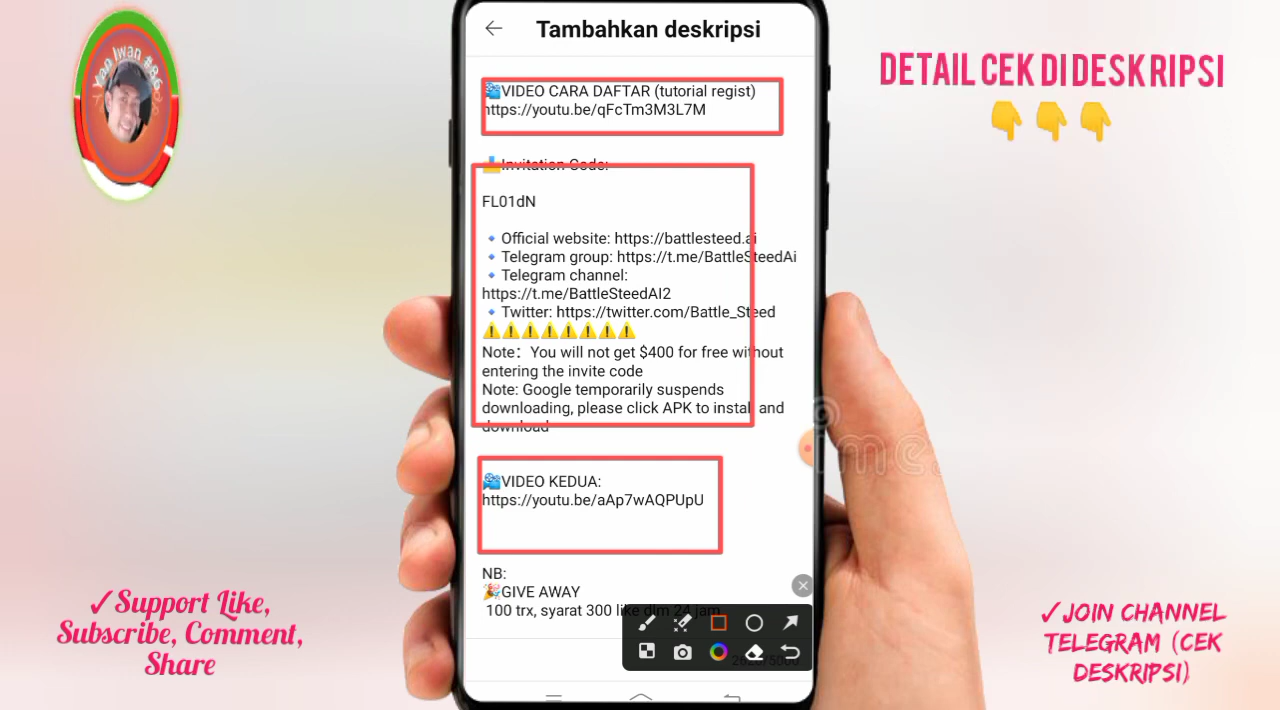 Yan Iwan #86
Tambahkan deskripsi
DETAIL CEK DI DESKRIPSI
👇👇👇
VIDEO CARA DAFTAR (tutorial regist)
https://youtu.be/qFcTm3M3L7M
Invitation Code:
FL01dN
🔹Official website: https://battlesteed.ai
🔹Telegram group: https://t.me/BattleSteedAi
🔹Telegram channel:
https://t.me/BattleSteedAI2
🔹Twitter: https://twitter.com/Battle_Steed
⚠️⚠️⚠️⚠️⚠️⚠️⚠️⚠️
Note：You will not get $400 for free without
entering the invite code
Note: Google temporarily suspends
downloading, please click APK to install and
download
VIDEO KEDUA:
https://youtu.be/aAp7wAQPUpU
NB:
🎉GIVE AWAY
100 trx, syarat 300 like dlm 24 jam
✓Support Like,
Subscribe, Comment,
Share
✓JOIN CHANNEL
TELEGRAM (CEK
DESKRIPSI)